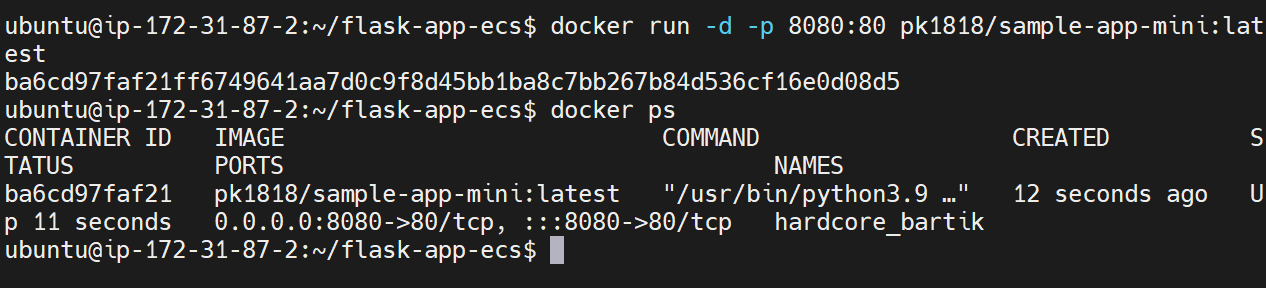 ubuntu@ip-172-31-87-2:~/flask-app-ecs$ docker run -d -p 8080:80 pk1818/sample-app-mini:lat
est
ba6cd97faf21ff6749641aa7d0c9f8d45bb1ba8c7bb267b84d536cf16e0d08d5
ubuntu@ip-172-31-87-2:~/flask-app-ecs$ docker ps
CONTAINER ID   IMAGE                           COMMAND                  CREATED          S
TATUS          PORTS                                   NAMES
ba6cd97faf21   pk1818/sample-app-mini:latest   "/usr/bin/python3.9 …"   12 seconds ago   U
p 11 seconds   0.0.0.0:8080->80/tcp, :::8080->80/tcp   hardcore_bartik
ubuntu@ip-172-31-87-2:~/flask-app-ecs$